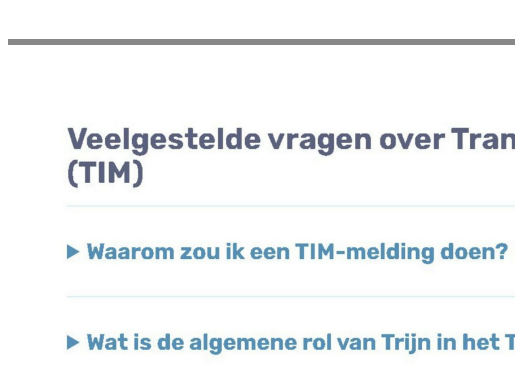 Veelgestelde vragen over Tran
(TIM)
Waarom zou ik een TIM-melding doen?
Wat is de algemene rol van Trijn in het T